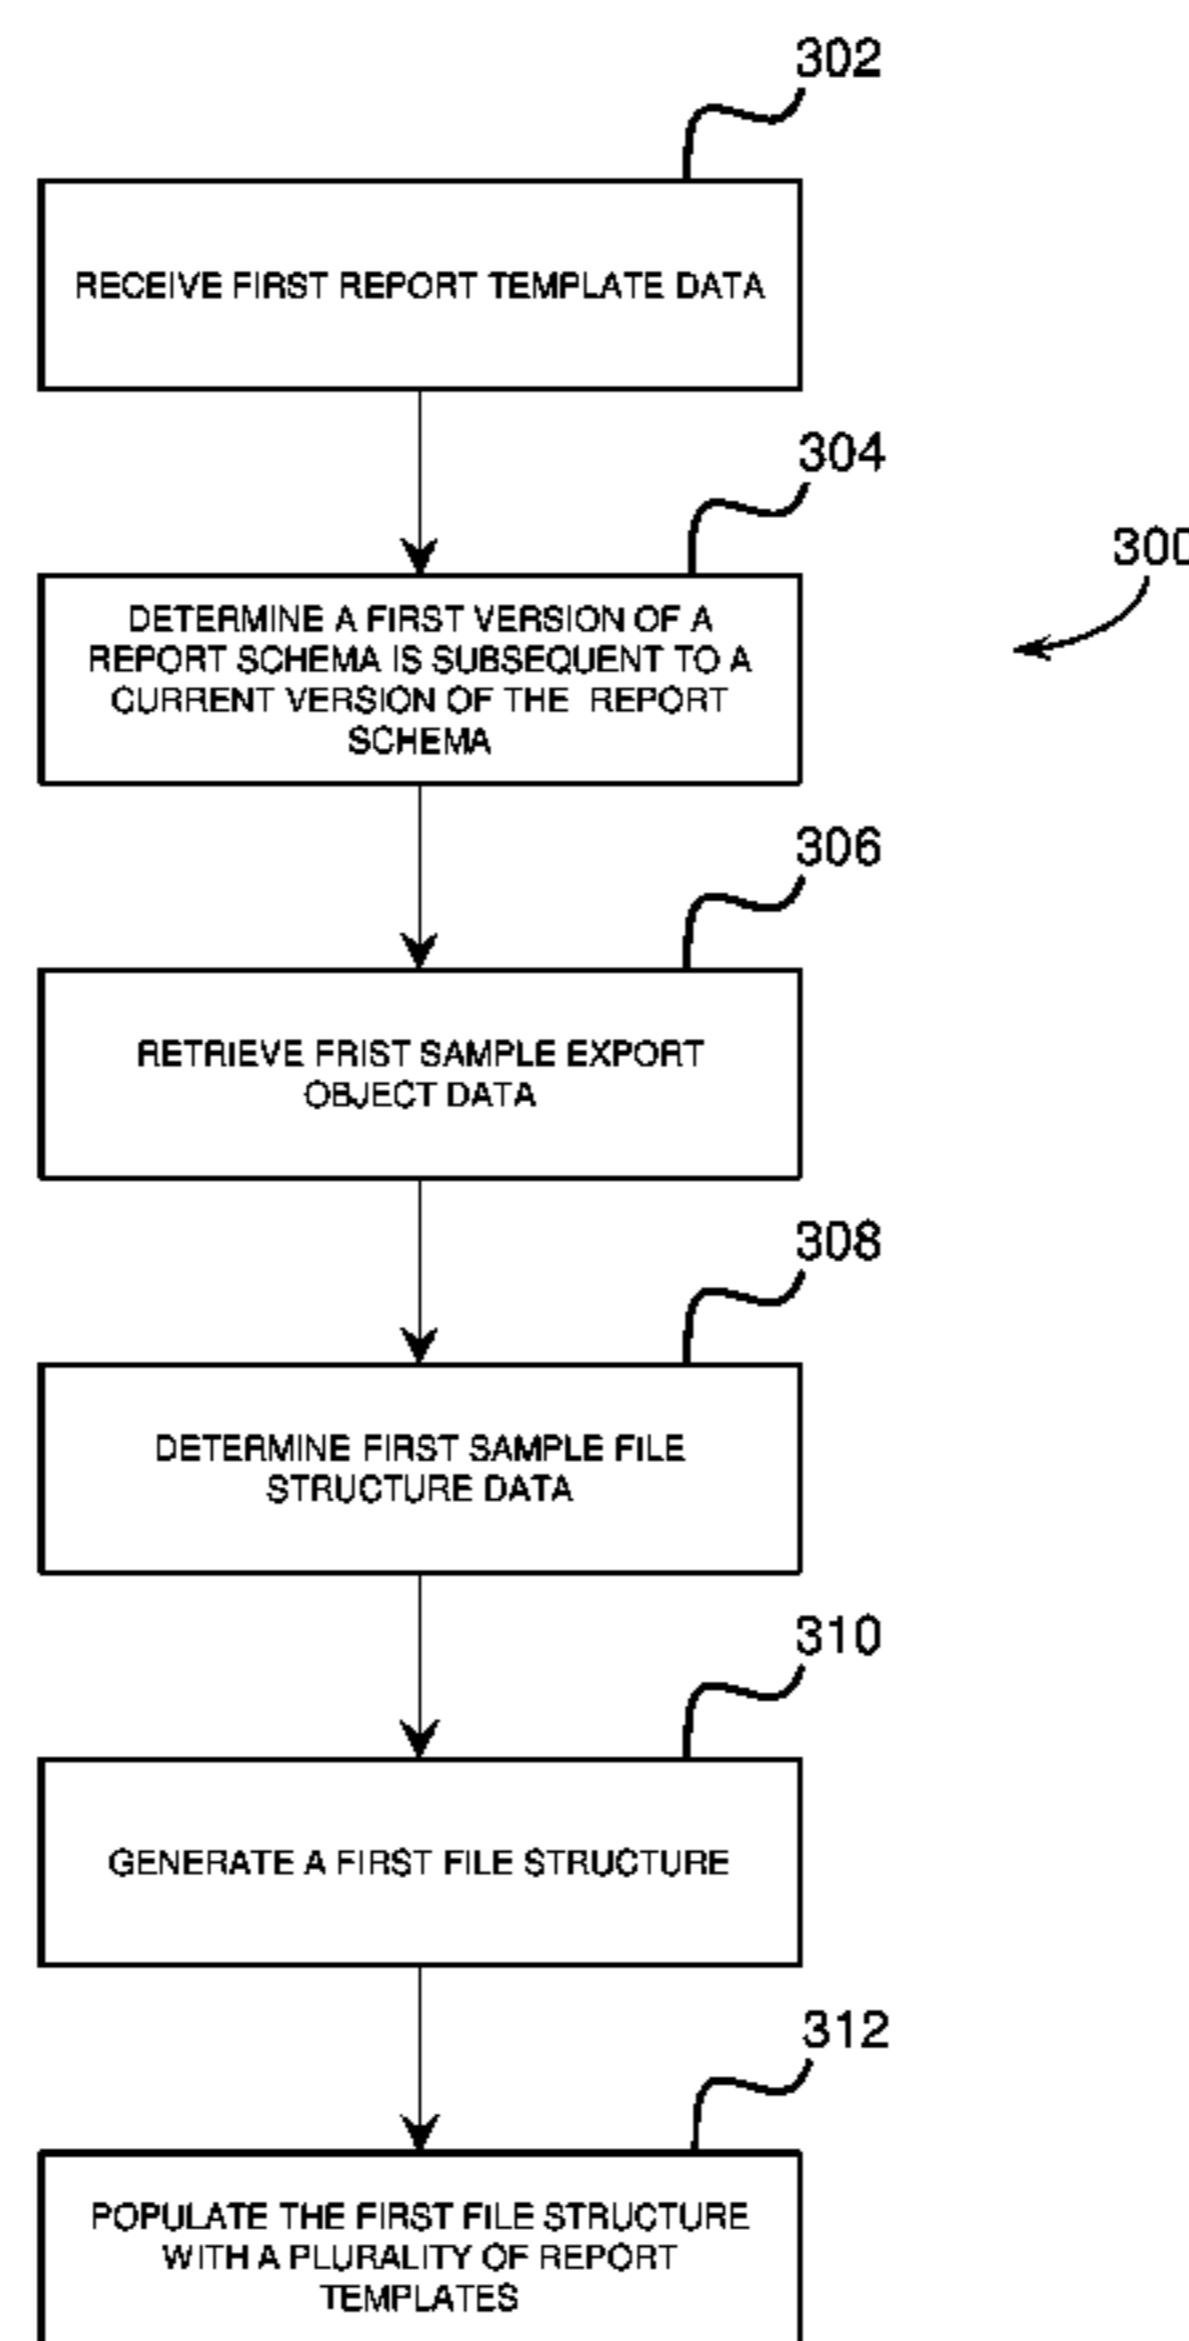 302
RECEIVE FIRST REPORT TEMPLATE DATA
304
300
DETERMINE A FIRST VERSION OF A
REPORT SCHEMA IS SUBSEQUENT TO A
CURRENT VERSION OF THE REPORT
SCHEMA
306
RETRIEVE FRIST SAMPLE EXPORT
OBJECT DATA
308
DETERMINE FIRST SAMPLE FILE
STRUCTURE DATA
310
GENERATE A FIRST FILE STRUCTURE
312
POPULATE THE FIRST FILE STRUCTURE
WITH A PLURALITY OF REPORT
TEMPLATES